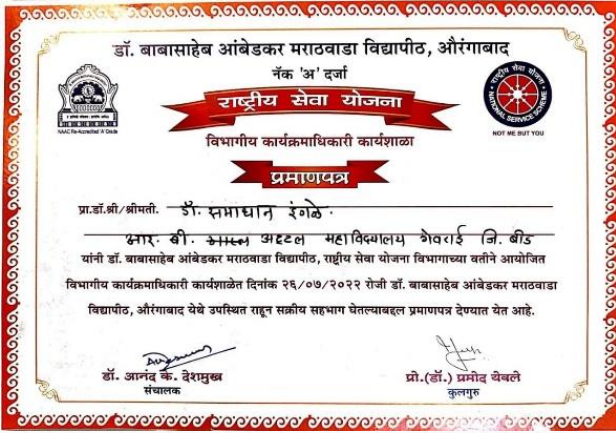 डॉ. बाबासाहेब आंबेडकर मराठवाडा विद्यापीठ, औरंगाबाद
नॅक 'अ' दर्जा
राष्ट्रीय सेवा योजना
NAAC Re-Accredited 'A' Grade
राष्ट्रीय सेवा योजना
NATIONAL SERVICE SCHEME
NOT ME BUT YOU
विभागीय कार्यक्रमाधिकारी कार्यशाळा
प्रमाणपत्र
प्रा.डॉ.श्री/श्रीमती. डॉ. समाधान इंगळे.
आर. बी. अट्टल महाविद्यालय गेवराई जि. बीड
यांनी डॉ. बाबासाहेब आंबेडकर मराठवाडा विद्यापीठ, राष्ट्रीय सेवा योजना विभागाच्या वतीने आयोजित
विभागीय कार्यक्रमाधिकारी कार्यशाळेत दिनांक २६/०७/२०२२ रोजी डॉ. बाबासाहेब आंबेडकर मराठवाडा
विद्यापीठ, औरंगाबाद येथे उपस्थित राहून सक्रीय सहभाग घेतल्याबद्दल प्रमाणपत्र देण्यात येत आहे.
डॉ. आनंद के. देशमुख
संचालक
प्रो.(डॉ.) प्रमोद येवले
कुलगुरु